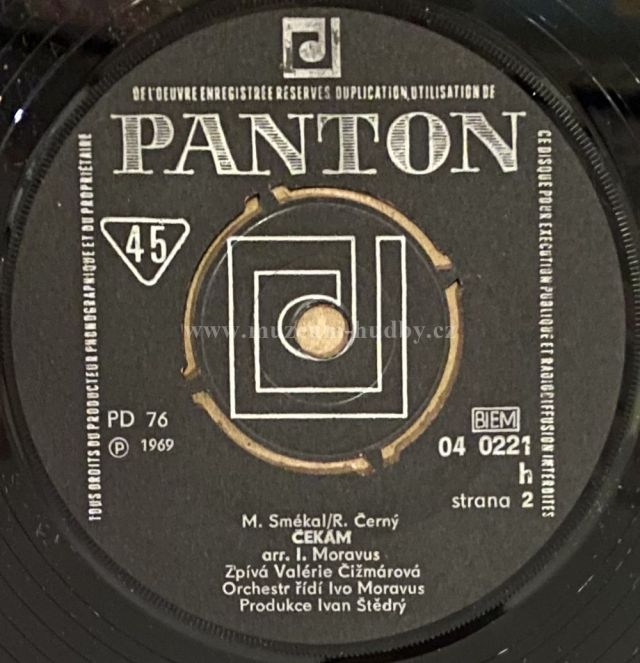 DE L'OEUVRE ENREGISTRÉE RÉSERVÉS DUPLICATION, UTILISATION DE
PANTON
TOUS DROITS DU PRODUCTEUR PHONOGRAPHIQUE ET DU PROPRIÉTAIRE
CE DISQUE POUR EXÉCUTION PUBLIQUE ET RADIODIFFUSION INTERDITES
45
www.muzeum-hudby.cz
PD 76
℗ 1969
BIEM
04 0221
h
strana 2
M. Smékal/R. Černý
ČEKÁM
arr. I. Moravus
Zpívá Valérie Čižmárová
Orchestr řídí Ivo Moravus
Produkce Ivan Štědrý